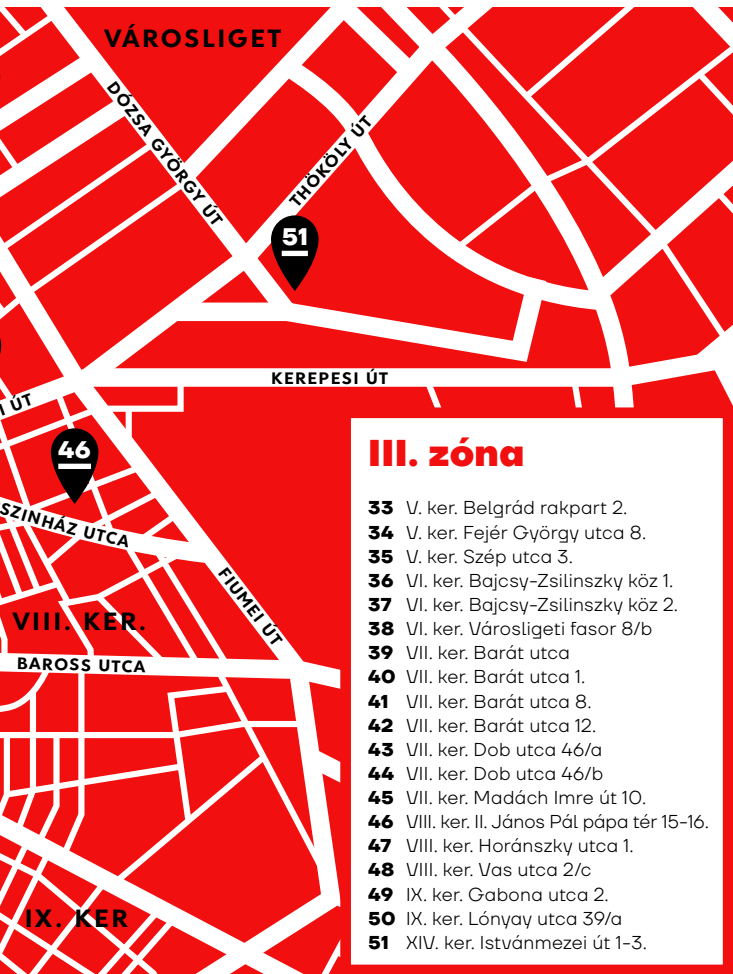 VÁROSLIGET
DÓZSA GYÖRGY ÚT
THÖKÖLY ÚT
51
KEREPESI ÚT
I ÚT
46
SZINHÁZ UTCA
FIUMEI ÚT
VIII. KER.
BAROSS UTCA
IX. KER
III. zóna
33 V. ker. Belgrád rakpart 2.
34 V. ker. Fejér György utca 8.
35 V. ker. Szép utca 3.
36 VI. ker. Bajcsy-Zsilinszky köz 1.
37 VI. ker. Bajcsy-Zsilinszky köz 2.
38 VI. ker. Városligeti fasor 8/b
39 VII. ker. Barát utca
40 VII. ker. Barát utca 1.
41 VII. ker. Barát utca 8.
42 VII. ker. Barát utca 12.
43 VII. ker. Dob utca 46/a
44 VII. ker. Dob utca 46/b
45 VII. ker. Madách Imre út 10.
46 VIII. ker. II. János Pál pápa tér 15-16.
47 VIII. ker. Horánszky utca 1.
48 VIII. ker. Vas utca 2/c
49 IX. ker. Gabona utca 2.
50 IX. ker. Lónyay utca 39/a
51 XIV. ker. Istvánmezei út 1-3.